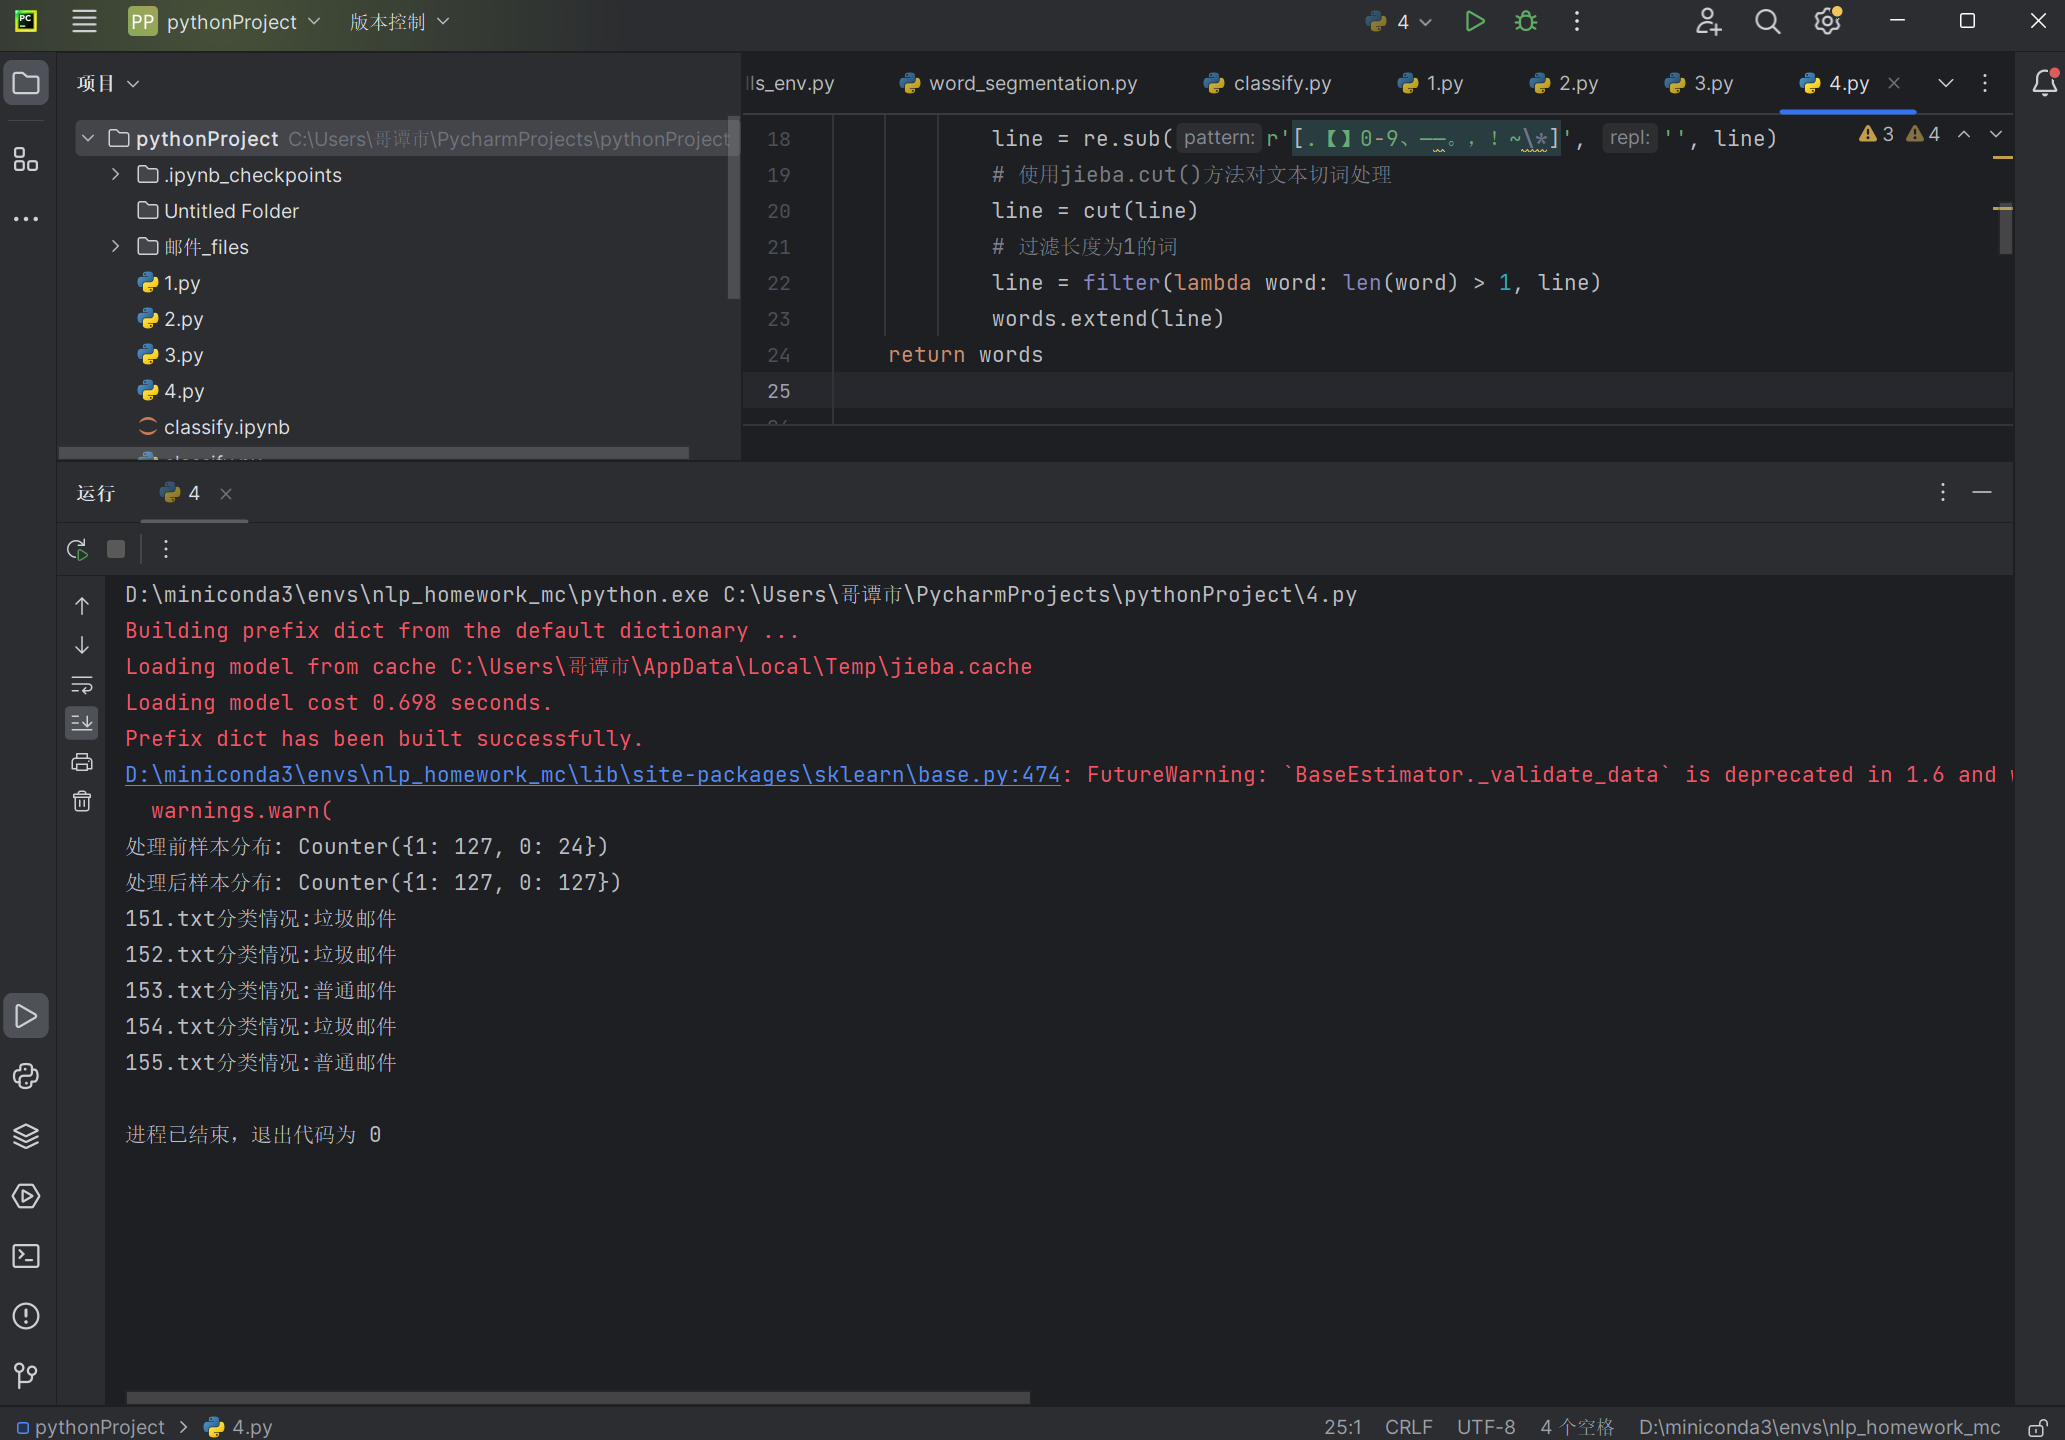 PC
PP pythonProject 版本控制 4
项目
ls_env.py word_segmentation.py classify.py 1.py 2.py 3.py 4.py
pythonProject C:\Users\哥谭市\PycharmProjects\pythonProject
.ipynb_checkpoints
Untitled Folder
邮件_files
1.py
2.py
3.py
4.py
classify.ipynb
18 line = re.sub( pattern: r'[.【】0-9、——。，！~\*]', repl: '', line) 3 4
19 # 使用jieba.cut()方法对文本切词处理
20 line = cut(line)
21 # 过滤长度为1的词
22 line = filter(lambda word: len(word) > 1, line)
23 words.extend(line)
24 return words
25
运行 4
D:\miniconda3\envs\nlp_homework_mc\python.exe C:\Users\哥谭市\PycharmProjects\pythonProject\4.py
Building prefix dict from the default dictionary ...
Loading model from cache C:\Users\哥谭市\AppData\Local\Temp\jieba.cache
Loading model cost 0.698 seconds.
Prefix dict has been built successfully.
D:\miniconda3\envs\nlp_homework_mc\lib\site-packages\sklearn\base.py:474: FutureWarning: `BaseEstimator._validate_data` is deprecated in 1.6 and
warnings.warn(
处理前样本分布: Counter({1: 127, 0: 24})
处理后样本分布: Counter({1: 127, 0: 127})
151.txt分类情况:垃圾邮件
152.txt分类情况:垃圾邮件
153.txt分类情况:普通邮件
154.txt分类情况:垃圾邮件
155.txt分类情况:普通邮件
进程已结束，退出代码为 0
pythonProject 4.py 25:1 CRLF UTF-8 4 个空格 D:\miniconda3\envs\nlp_homework_mc